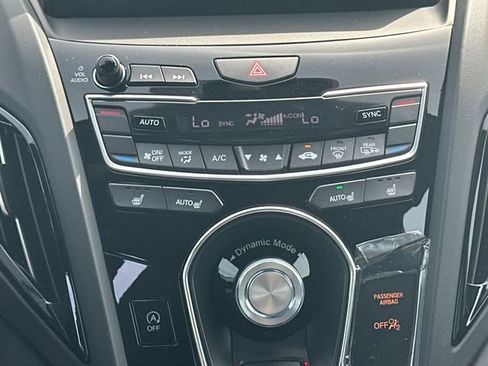 VOL
AUDIO
AUTO
Lo SYNC A/C ON Lo
SYNC
ON/
OFF
MODE
A/C
FRONT
REAR
AUTO
AUTO
Dynamic Mode
A
OFF
PASSENGER
AIRBAG
OFF 2